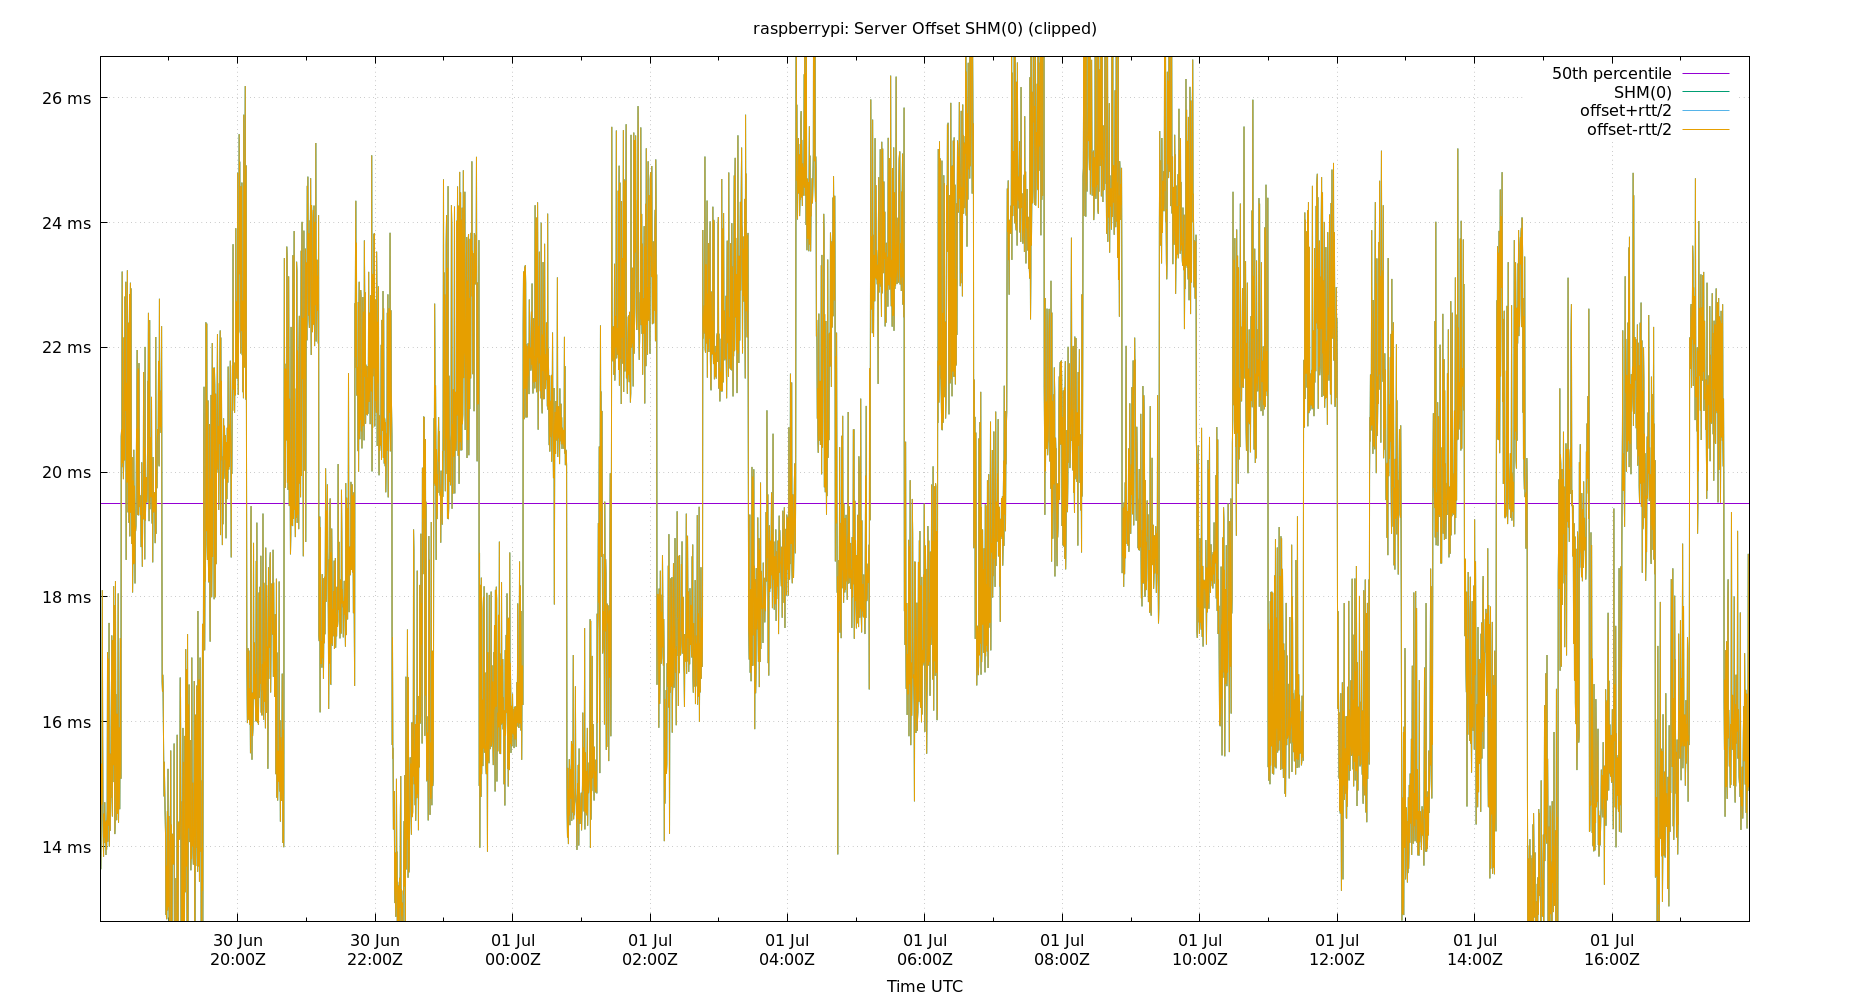 raspberrypi: Server Offset SHM(0) (clipped)
50th percentile
SHM(0)
offset+rtt/2
offset-rtt/2
26 ms
24 ms
22 ms
20 ms
18 ms
16 ms
14 ms
30 Jun 30 Jun 01 Jul 01 Jul 01 Jul 01 Jul 01 Jul 01 Jul 01 Jul 01 Jul 01 Jul
20:00Z 22:00Z 00:00Z 02:00Z 04:00Z 06:00Z 08:00Z 10:00Z 12:00Z 14:00Z 16:00Z
Time UTC